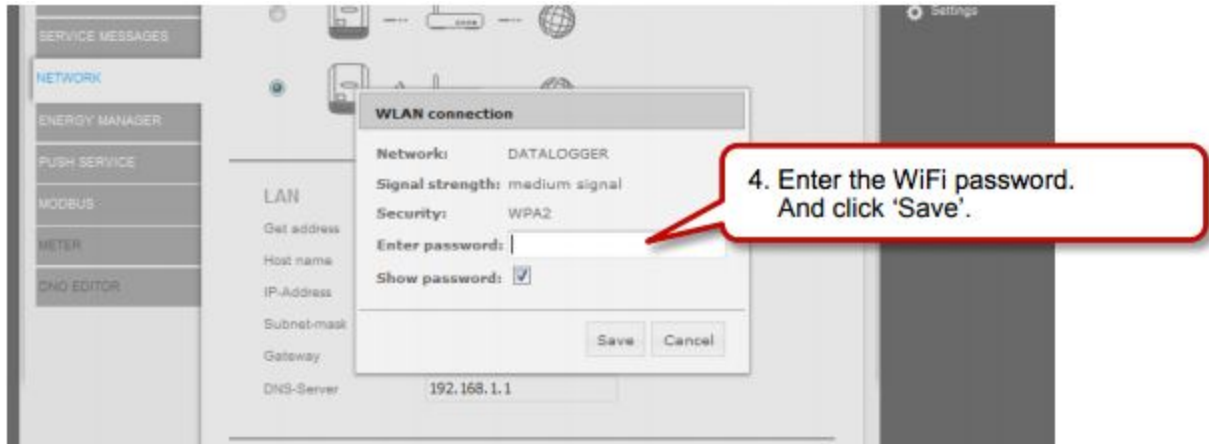 Settings
SERVICE MESSAGES
NETWORK
ENERGY MANAGER
PUSH SERVICE
MODBUS
METER
DNO EDITOR
WLAN connection
Network: DATALOGGER
Signal strength: medium signal
Security: WPA2
Enter password:
Show password:
Save Cancel
4. Enter the WiFi password.
And click 'Save'.
LAN
Get address
Host name
IP-Address
Subnet-mask
Gateway
DNS-Server 192.168.1.1